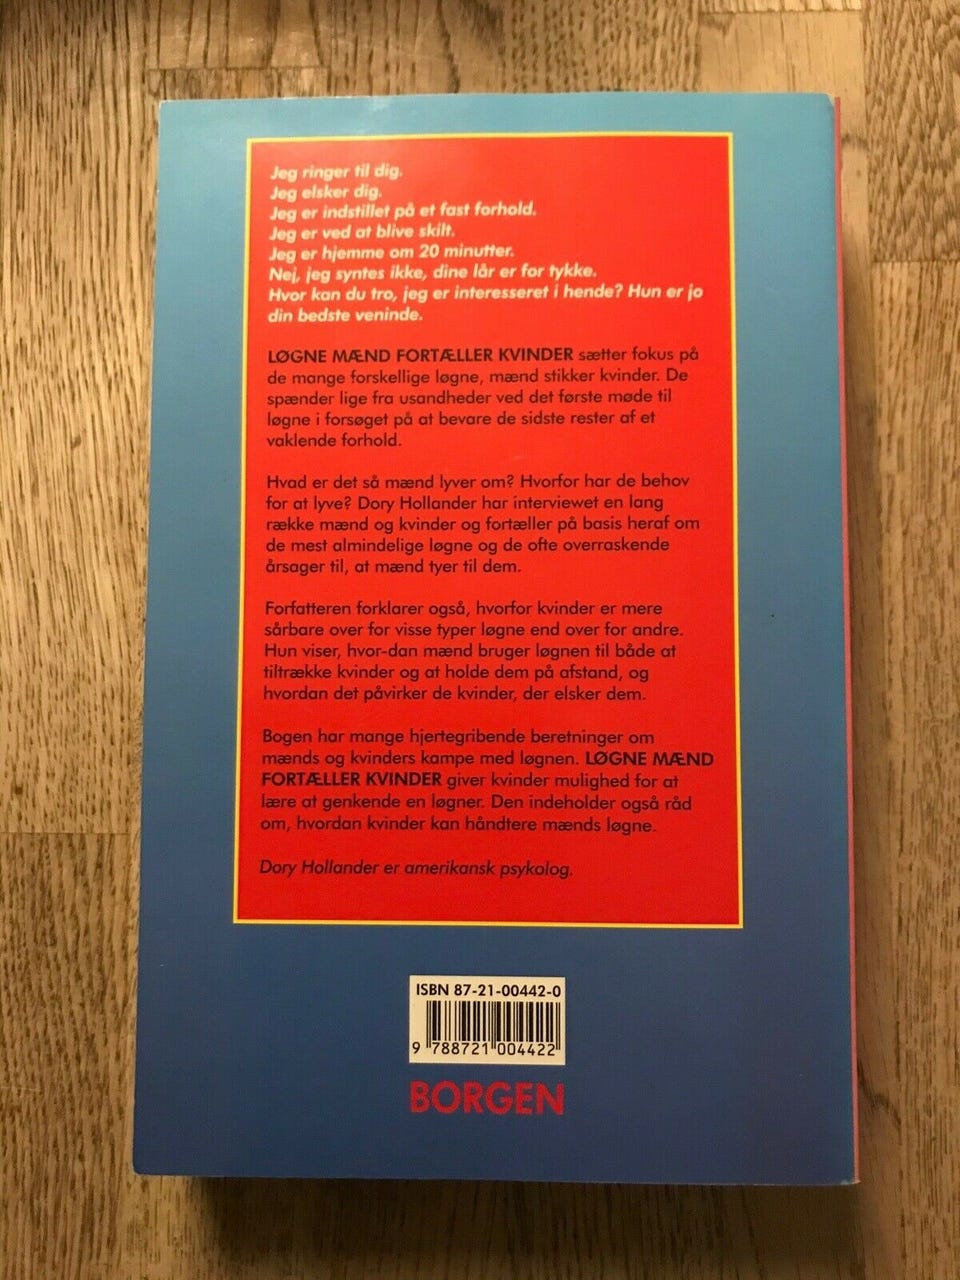 Jeg ringer til dig.
Jeg elsker dig.
Jeg er indstillet på et fast forhold.
Jeg er ved at blive skilt.
Jeg er hjemme om 20 minutter.
Nej, jeg syntes ikke, dine lår er for tykke.
Hvor kan du tro, jeg er interesseret i hende? Hun er jo
din bedste veninde.
LØGNE MÆND FORTÆLLER KVINDER sætter fokus på
de mange forskellige løgne, mænd stikker kvinder. De
spænder lige fra usandheder ved det første møde til
løgne i forsøget på at bevare de sidste rester af et
vaklende forhold.
Hvad er det så mænd lyver om? Hvorfor har de behov
for at lyve? Dory Hollander har interviewet en lang
række mænd og kvinder og fortæller på basis heraf om
de mest almindelige løgne og de ofte overraskende
årsager til, at mænd tyer til dem.
Forfatteren forklarer også, hvorfor kvinder er mere
sårbare over for visse typer løgne end over for andre.
Hun viser, hvor-dan mænd bruger løgnen til både at
tiltrække kvinder og at holde dem på afstand, og
hvordan det påvirker de kvinder, der elsker dem.
Bogen har mange hjertegribende beretninger om
mænds og kvinders kampe med løgnen. LØGNE MÆND
FORTÆLLER KVINDER giver kvinder mulighed for at
lære at genkende en løgner. Den indeholder også råd
om, hvordan kvinder kan håndtere mænds løgne.
Dory Hollander er amerikansk psykolog.
ISBN 87-21-00442-0
9 788721 004422
BORGEN